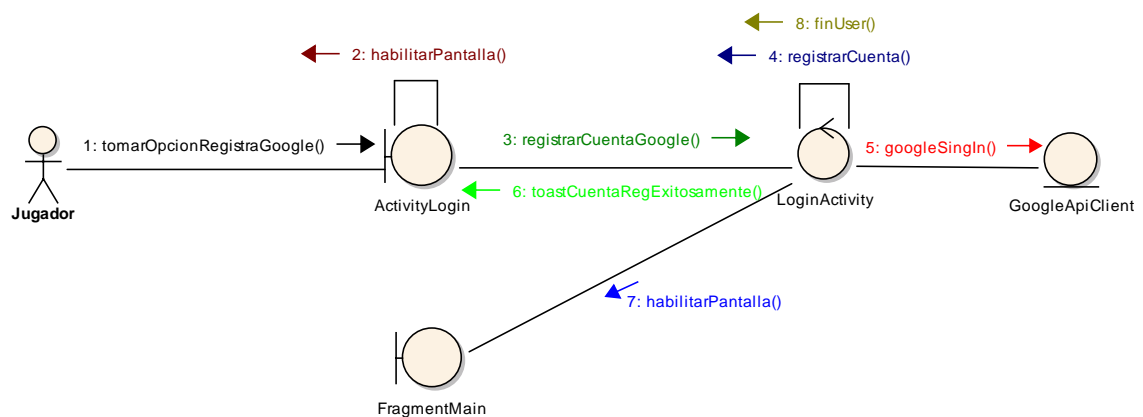 8: finUser()
2: habilitarPantalla()
4: registrarCuenta()
1: tomarOpcionRegistraGoogle()
3: registrarCuentaGoogle()
5: googleSingIn()
6: toastCuentaRegExitosamente()
Jugador
ActivityLogin
LoginActivity
GoogleApiClient
7: habilitarPantalla()
FragmentMain